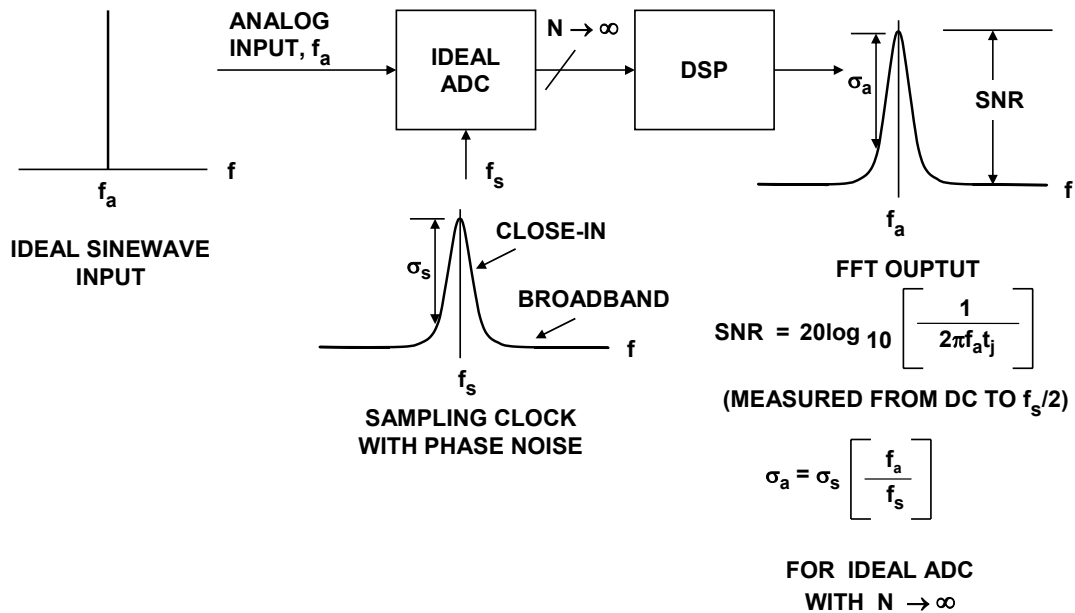 f
fₐ
IDEAL SINEWAVE
INPUT
ANALOG
INPUT, fₐ
IDEAL
ADC
N → ∞
DSP
fₛ
σₛ
CLOSE-IN
BROADBAND
f
fₛ
SAMPLING CLOCK
WITH PHASE NOISE
σₐ
SNR
f
fₐ
FFT OUPTUT
SNR = 20log₁₀ [ 1 / 2πfₐtⱼ ]
(MEASURED FROM DC TO fₛ/2)
σₐ = σₛ [ fₐ / fₛ ]
FOR IDEAL ADC
WITH N → ∞